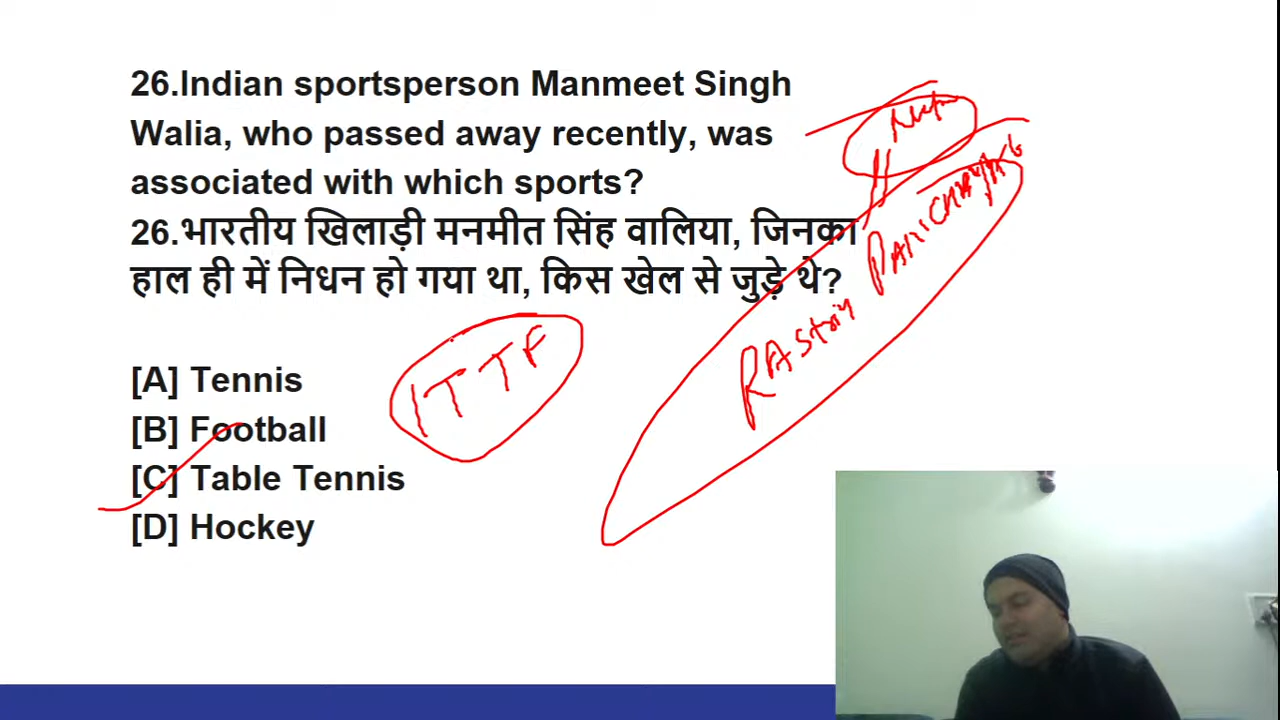 26.Indian sportsperson Manmeet Singh
Walia, who passed away recently, was
associated with which sports?
26.भारतीय खिलाड़ी मनमीत सिंह वालिया, जिनका
हाल ही में निधन हो गया था, किस खेल से जुड़े थे?
ITTF
[A] Tennis
[B] Football
[C] Table Tennis
[D] Hockey